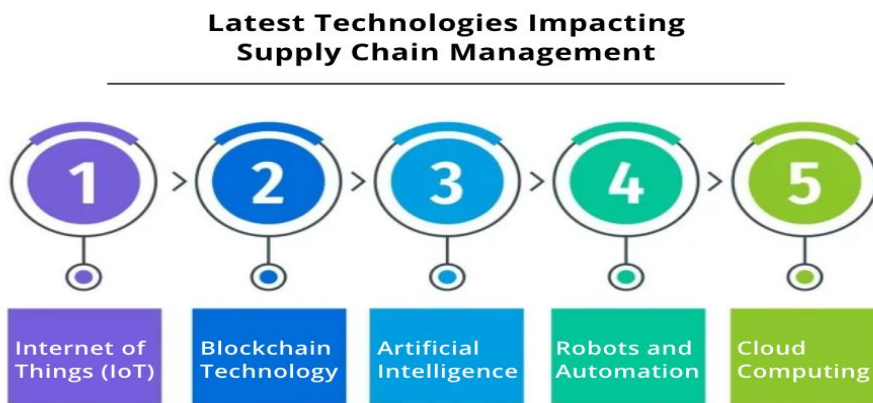 Latest Technologies Impacting
Supply Chain Management
1
2
3
4
5
Internet of
Things (IoT)
Blockchain
Technology
Artificial
Intelligence
Robots and
Automation
Cloud
Computing